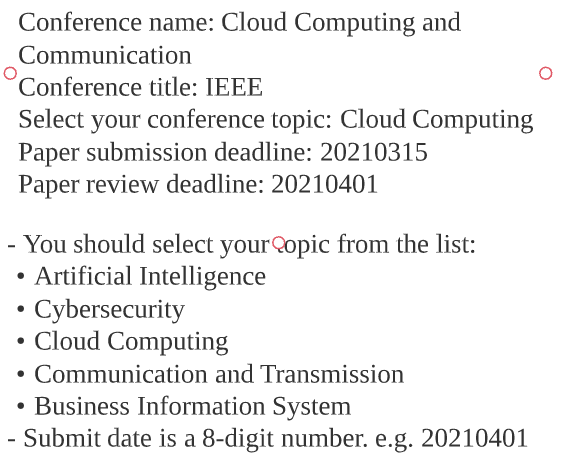 Conference name: Cloud Computing and
Communication
Conference title: IEEE
Select your conference topic: Cloud Computing
Paper submission deadline: 20210315
Paper review deadline: 20210401
- You should select your topic from the list:
• Artificial Intelligence
• Cybersecurity
• Cloud Computing
• Communication and Transmission
• Business Information System
- Submit date is a 8-digit number. e.g. 20210401